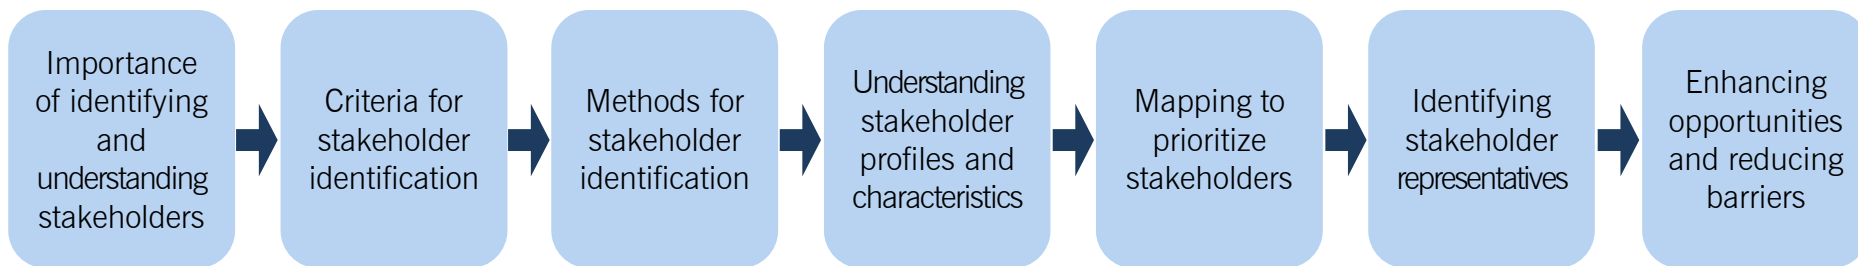 Importance
of identifying
and
understanding
stakeholders
Criteria for
stakeholder
identification
Methods for
stakeholder
identification
Understanding
stakeholder
profiles and
characteristics
Mapping to
prioritize
stakeholders
Identifying
stakeholder
representatives
Enhancing
opportunities
and reducing
barriers